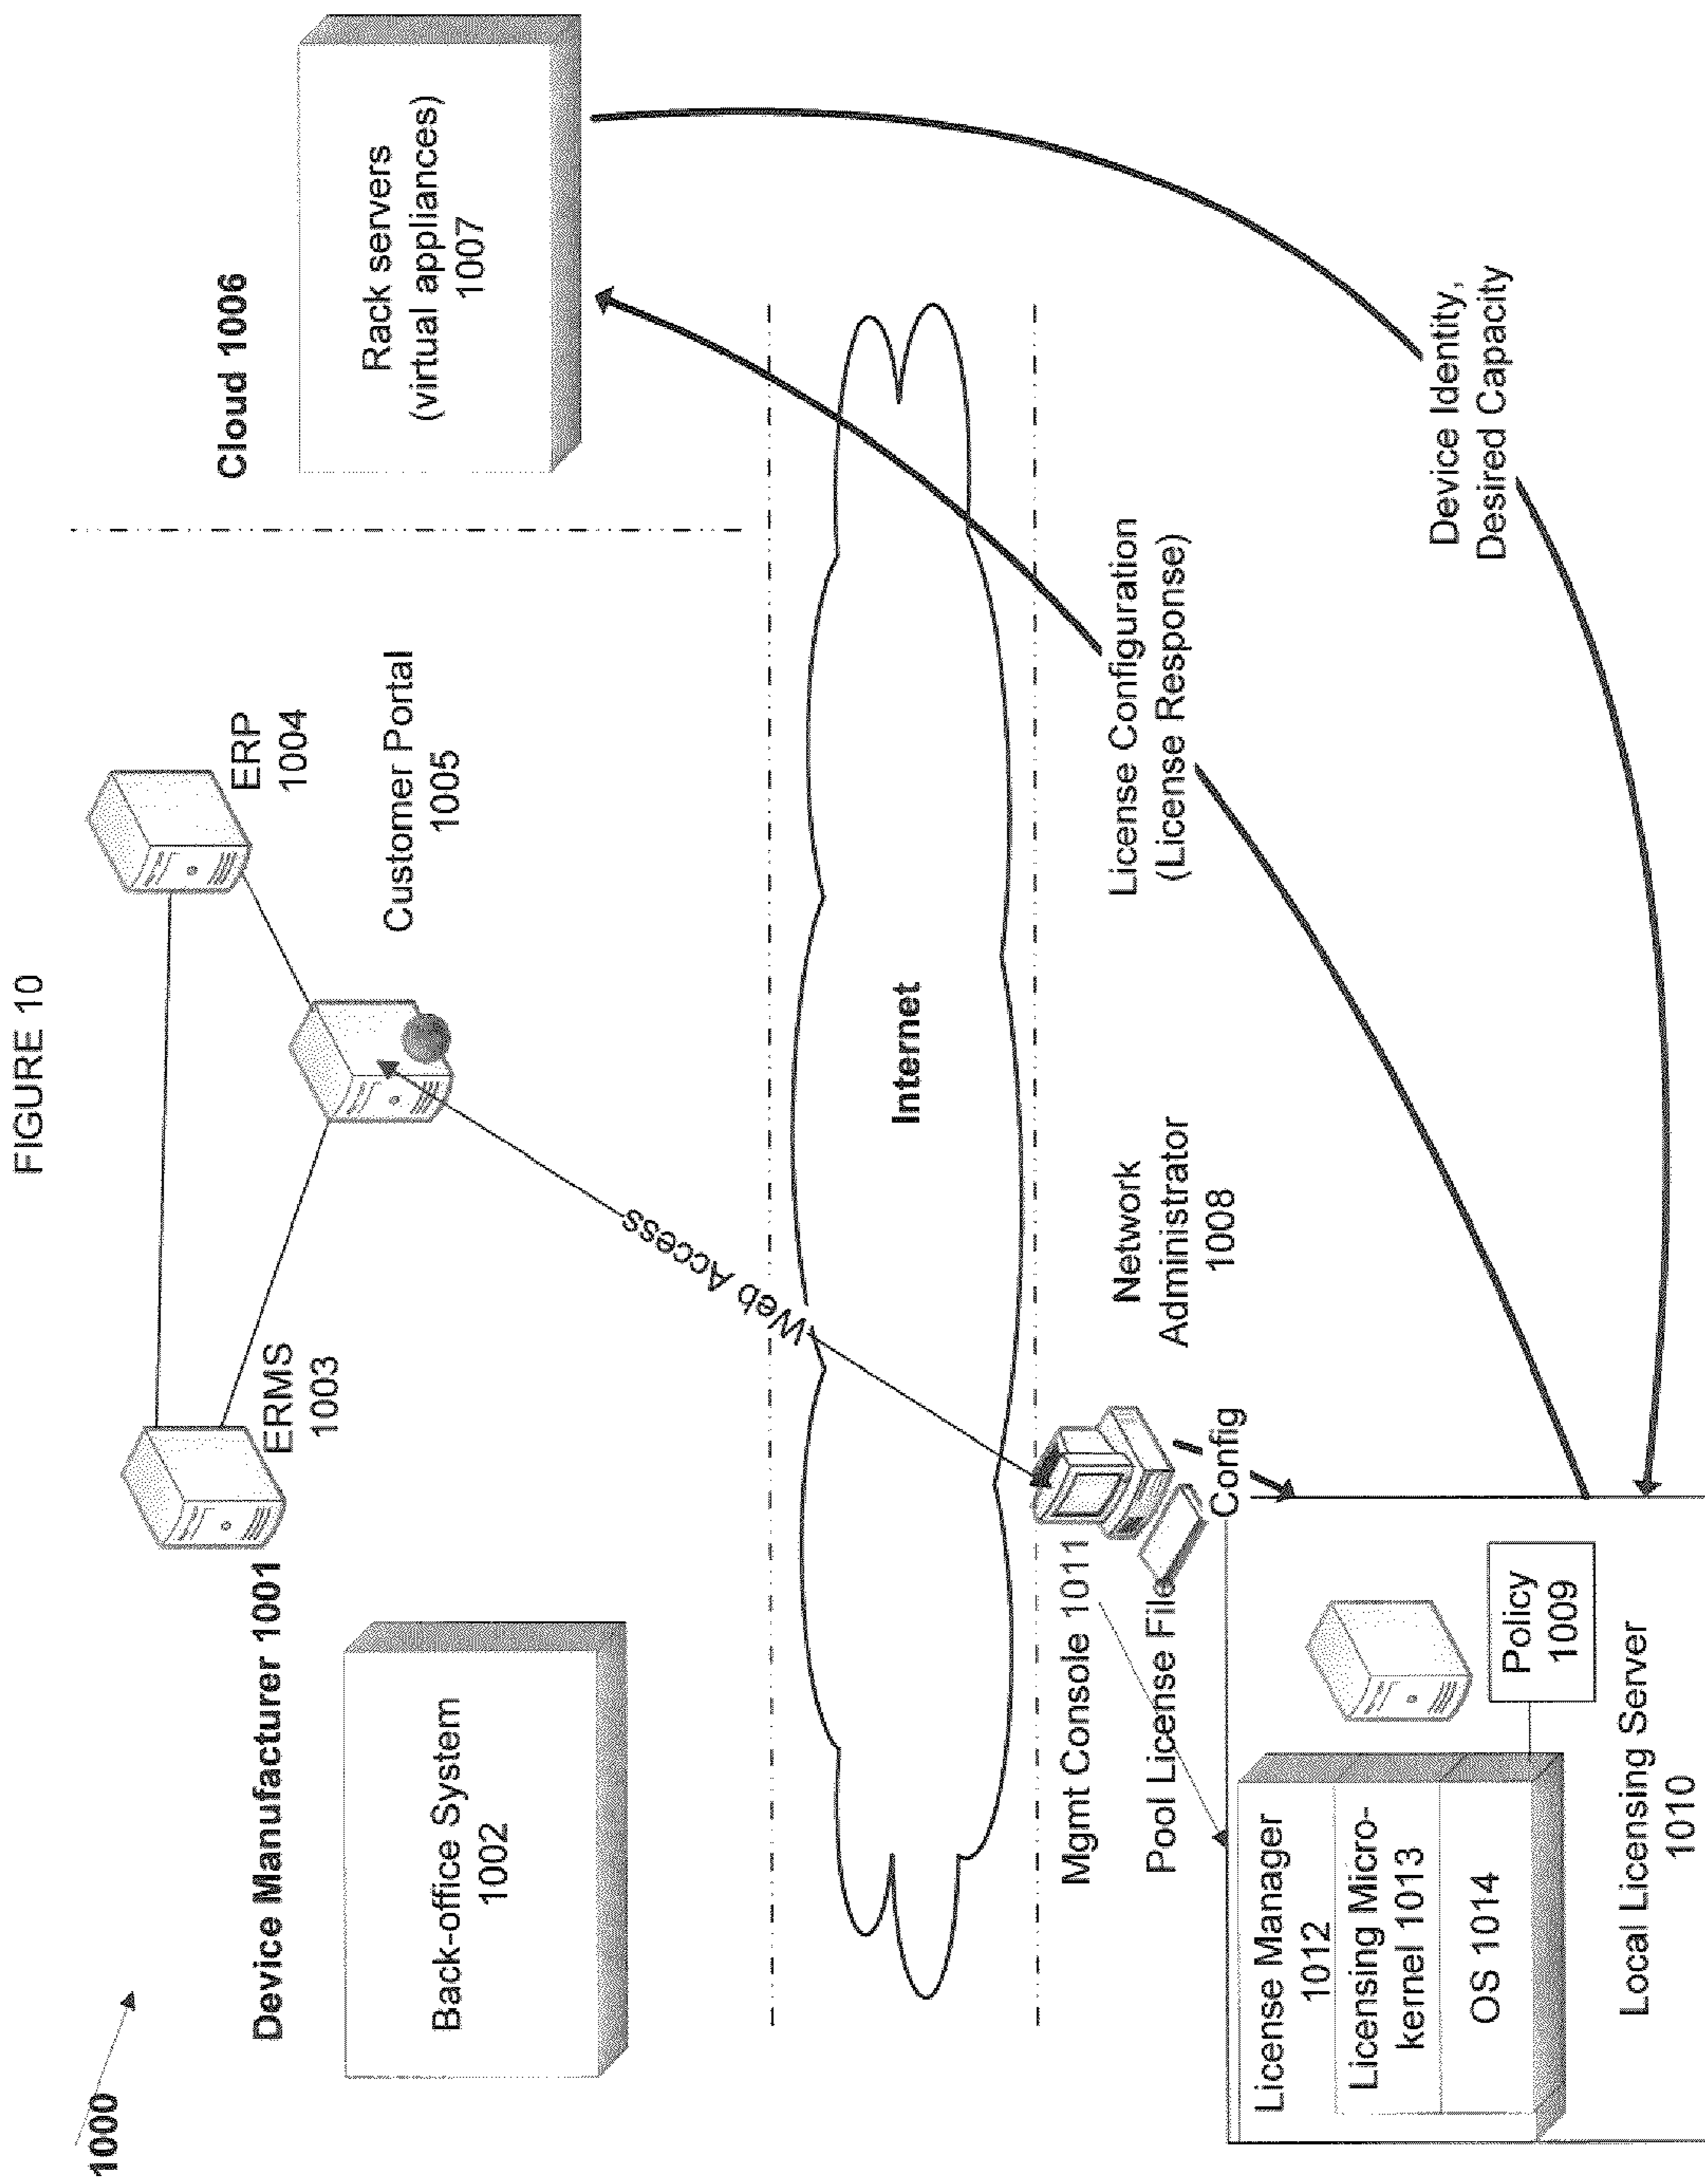 FIGURE 10
1000
Device Manufacturer 1001
Back-office System
1002
ERMS
1003
ERP
1004
Customer Portal
1005
Cloud 1006
Rack servers
(virtual appliances)
1007
Web Access
Internet
Mgmt Console 1011
Pool License File
Network
Administrator
1008
Config
License Configuration
(License Response)
Device Identity,
Desired Capacity
License Manager
1012
Licensing Micro-
kernel 1013
OS 1014
Policy
1009
Local Licensing Server
1010